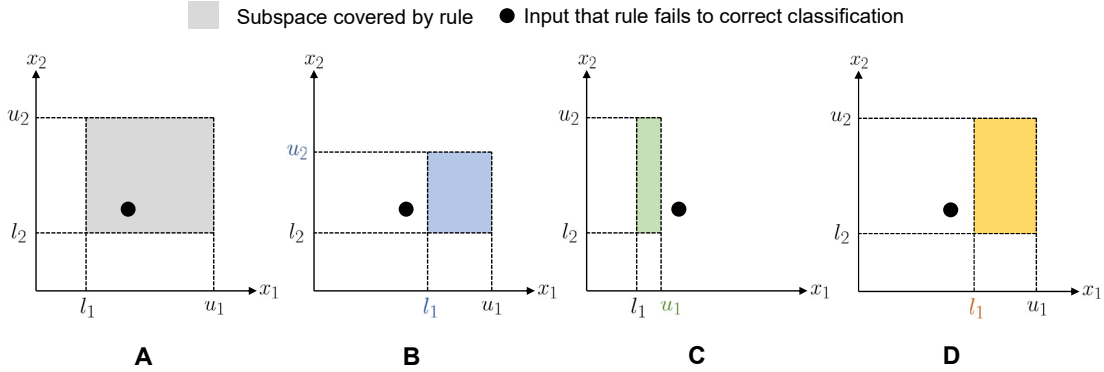 Subspace covered by rule
Input that rule fails to correct classification
x₂
u₂
l₂
l₁
u₁
x₁
A
x₂
u₂
l₂
l₁
u₁
x₁
B
x₂
u₂
l₂
l₁
u₁
x₁
C
x₂
u₂
l₂
l₁
u₁
x₁
D